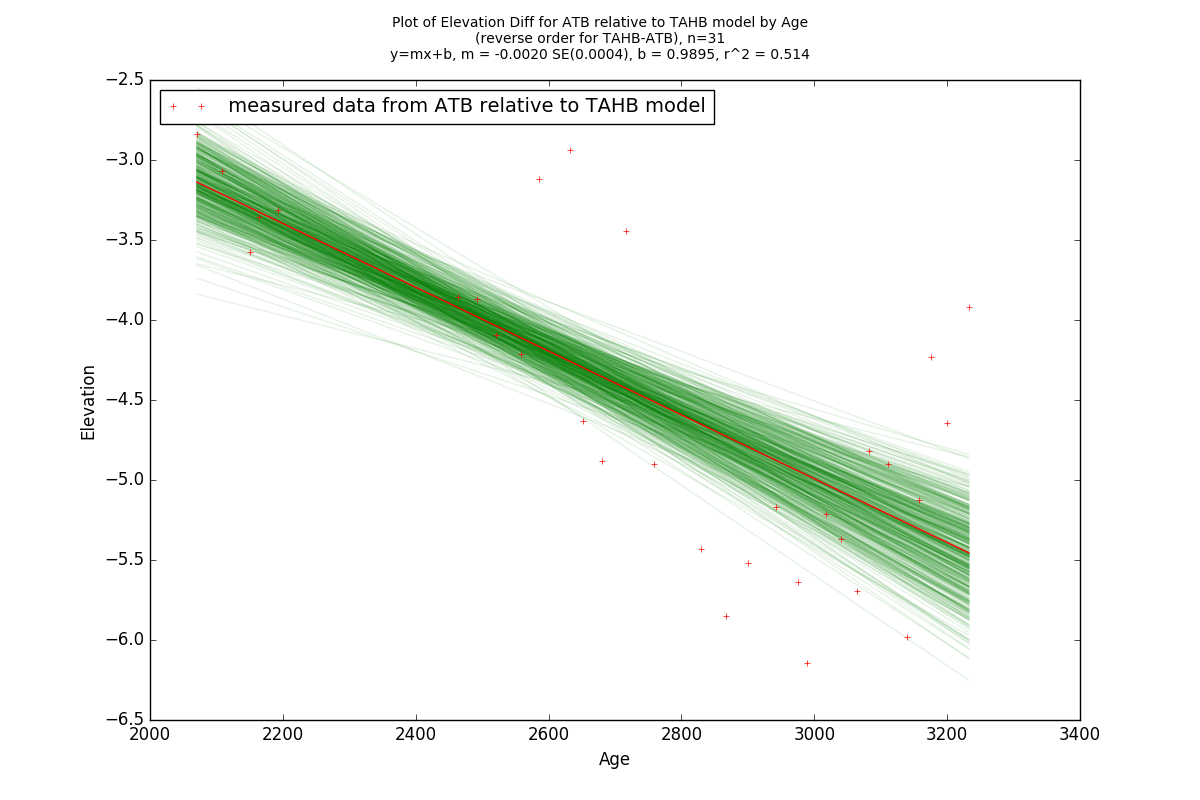 Plot of Elevation Diff for ATB relative to TAHB model by Age
(reverse order for TAHB-ATB), n=31
y=mx+b, m = -0.0020 SE(0.0004), b = 0.9895, r^2 = 0.514
measured data from ATB relative to TAHB model
−2.5
−3.0
−3.5
−4.0
−4.5
−5.0
−5.5
−6.0
−6.5
Elevation
2000 2200 2400 2600 2800 3000 3200 3400
Age